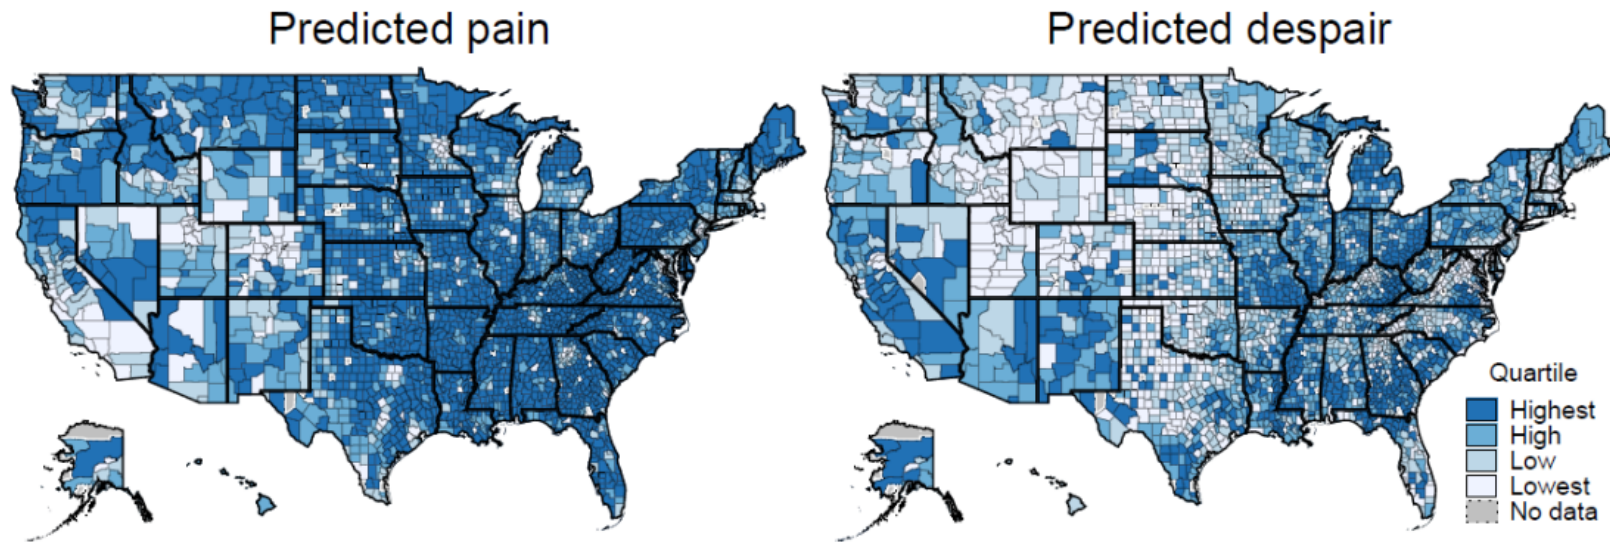 Predicted pain
Predicted despair
Quartile
Highest
High
Low
Lowest
No data